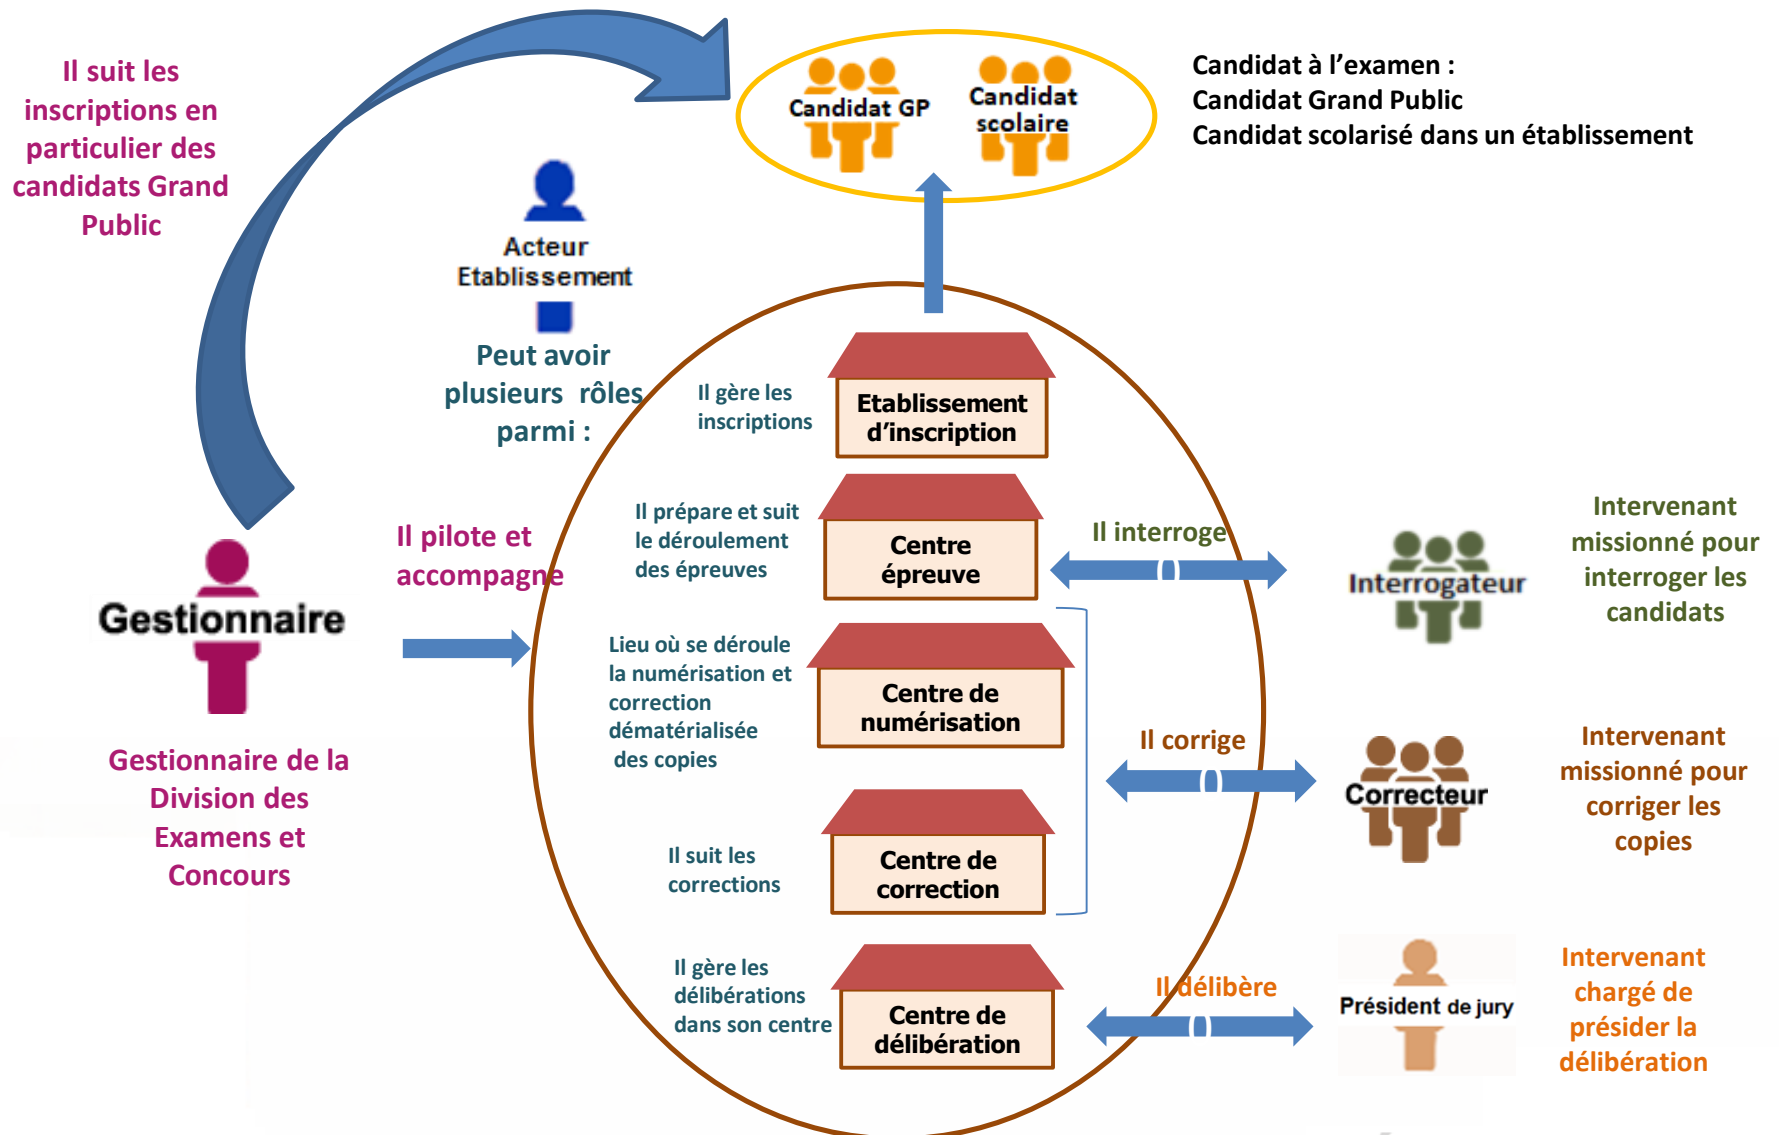 Il suit les
inscriptions en
particulier des
candidats Grand
Public
Candidat GP
Candidat
scolaire
Candidat à l’examen :
Candidat Grand Public
Candidat scolarisé dans un établissement
Acteur
Etablissement
Peut avoir
plusieurs rôles
parmi :
Il gère les
inscriptions
Etablissement
d’inscription
Il pilote et
accompagne
Gestionnaire
Gestionnaire de la
Division des
Examens et
Concours
Il prépare et suit
le déroulement
des épreuves
Centre
épreuve
Il interroge
Interrogateur
Intervenant
missionné pour
interroger les
candidats
Lieu où se déroule
la numérisation et
correction
dématérialisée
des copies
Centre de
numérisation
Il corrige
Correcteur
Intervenant
missionné pour
corriger les
copies
Il suit les
corrections
Centre de
correction
Il gère les
délibérations
dans son centre
Centre de
délibération
Il délibère
Président de jury
Intervenant
chargé de
présider la
délibération